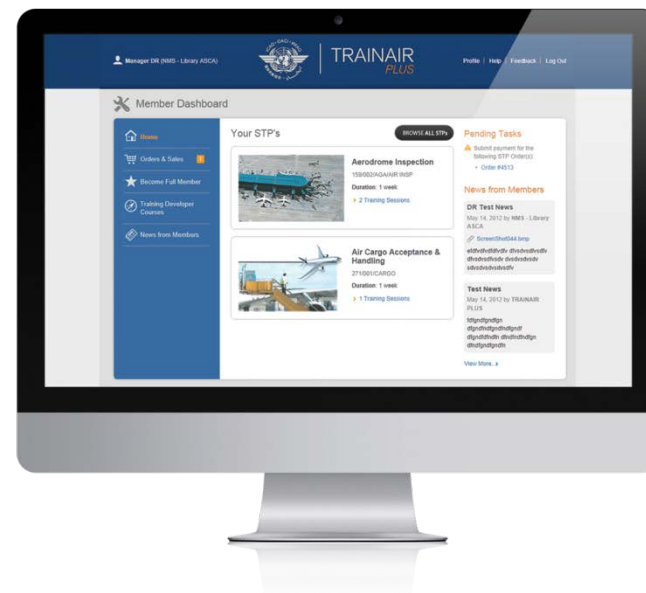 Manager DR (NMS - Library ASCA)
TRAINAIR
PLUS
Profile | Help | Feedback | Log Out
Member Dashboard
Home
Orders & Sales
Become Full Member
Training Developer
Courses
News from Members
Your STP's
BROWSE ALL STPs
Aerodrome Inspection
159/002/AGA/AIR INSP
Duration: 1 week
2 Training Sessions
Air Cargo Acceptance &
Handling
271/001/CARGO
Duration: 1 week
1 Training Sessions
Pending Tasks
Submit payment for the
following STP Order(s):
Order #4513
News from Members
DR Test News
May 14, 2012 by NMS - Library
ASCA
ScreenShot044.bmp
Test News
May 14, 2012 by TRAINAIR
PLUS
View More